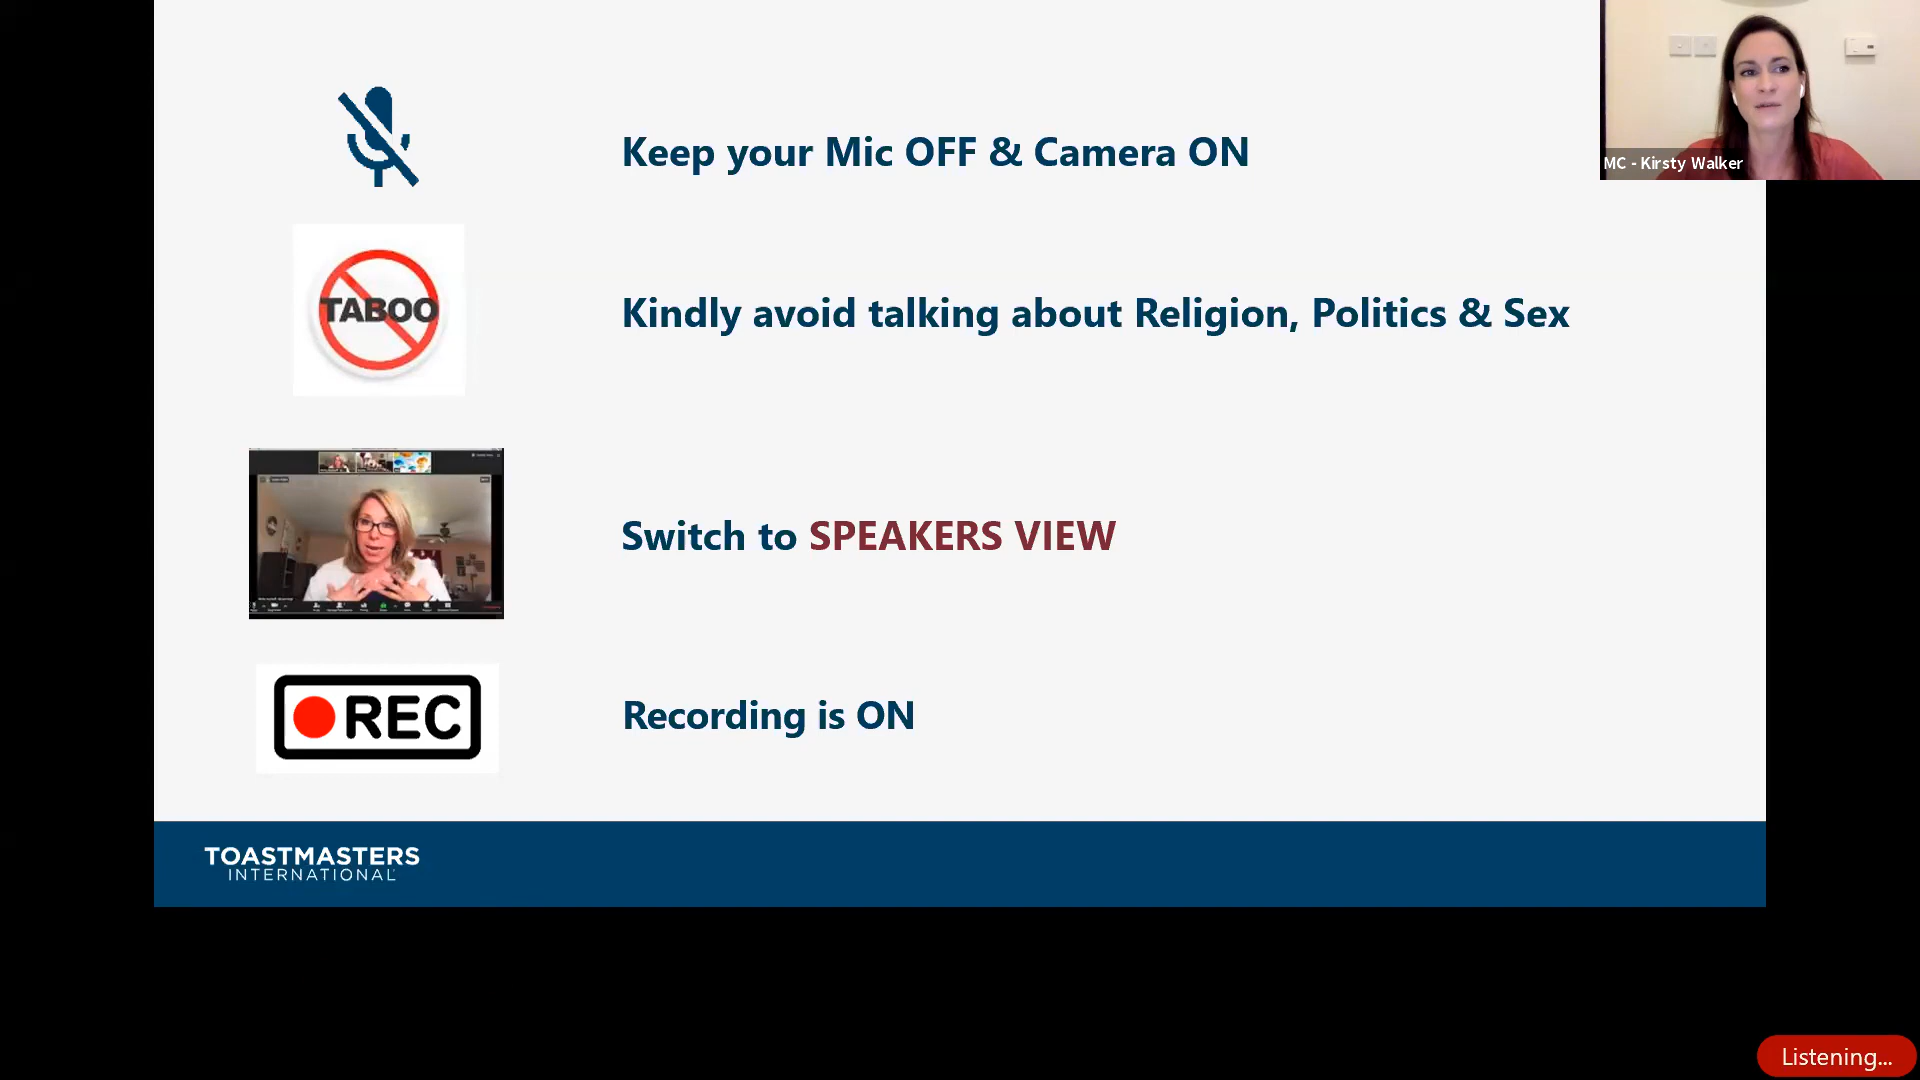 Keep your Mic OFF & Camera ON
MC - Kirsty Walker
TABOO
Kindly avoid talking about Religion, Politics & Sex
Switch to SPEAKERS VIEW
REC
Recording is ON
TOASTMASTERS
INTERNATIONAL
Listening...